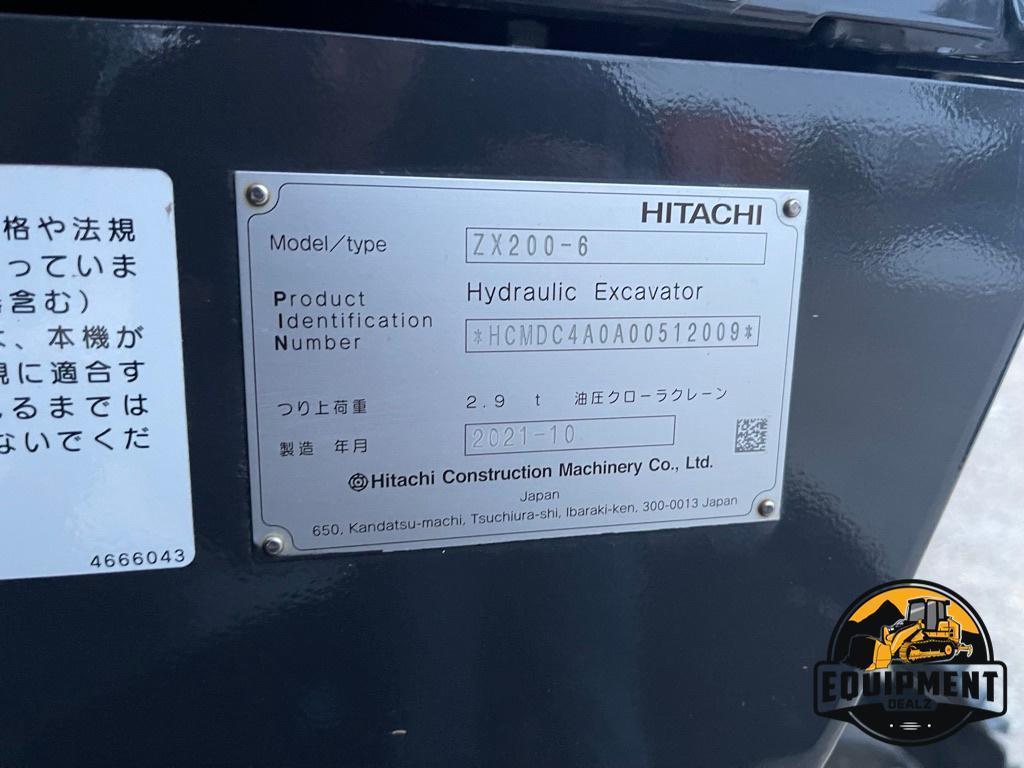 格や法規
っていま
含む）
、本機が
規に適合す
るまでは
ないでくだ
4666043
HITACHI
Model/type ZX200-6
Hydraulic Excavator
Product
Identification
Number
*HCMDC4A0A00512009*
つり上荷重 2.9 t 油圧クローラクレーン
製造 年月 2021-10
Hitachi Construction Machinery Co., Ltd.
Japan
650, Kandatsu-machi, Tsuchiura-shi, Ibaraki-ken, 300-0013 Japan
EQUIPMENT
DEALZ